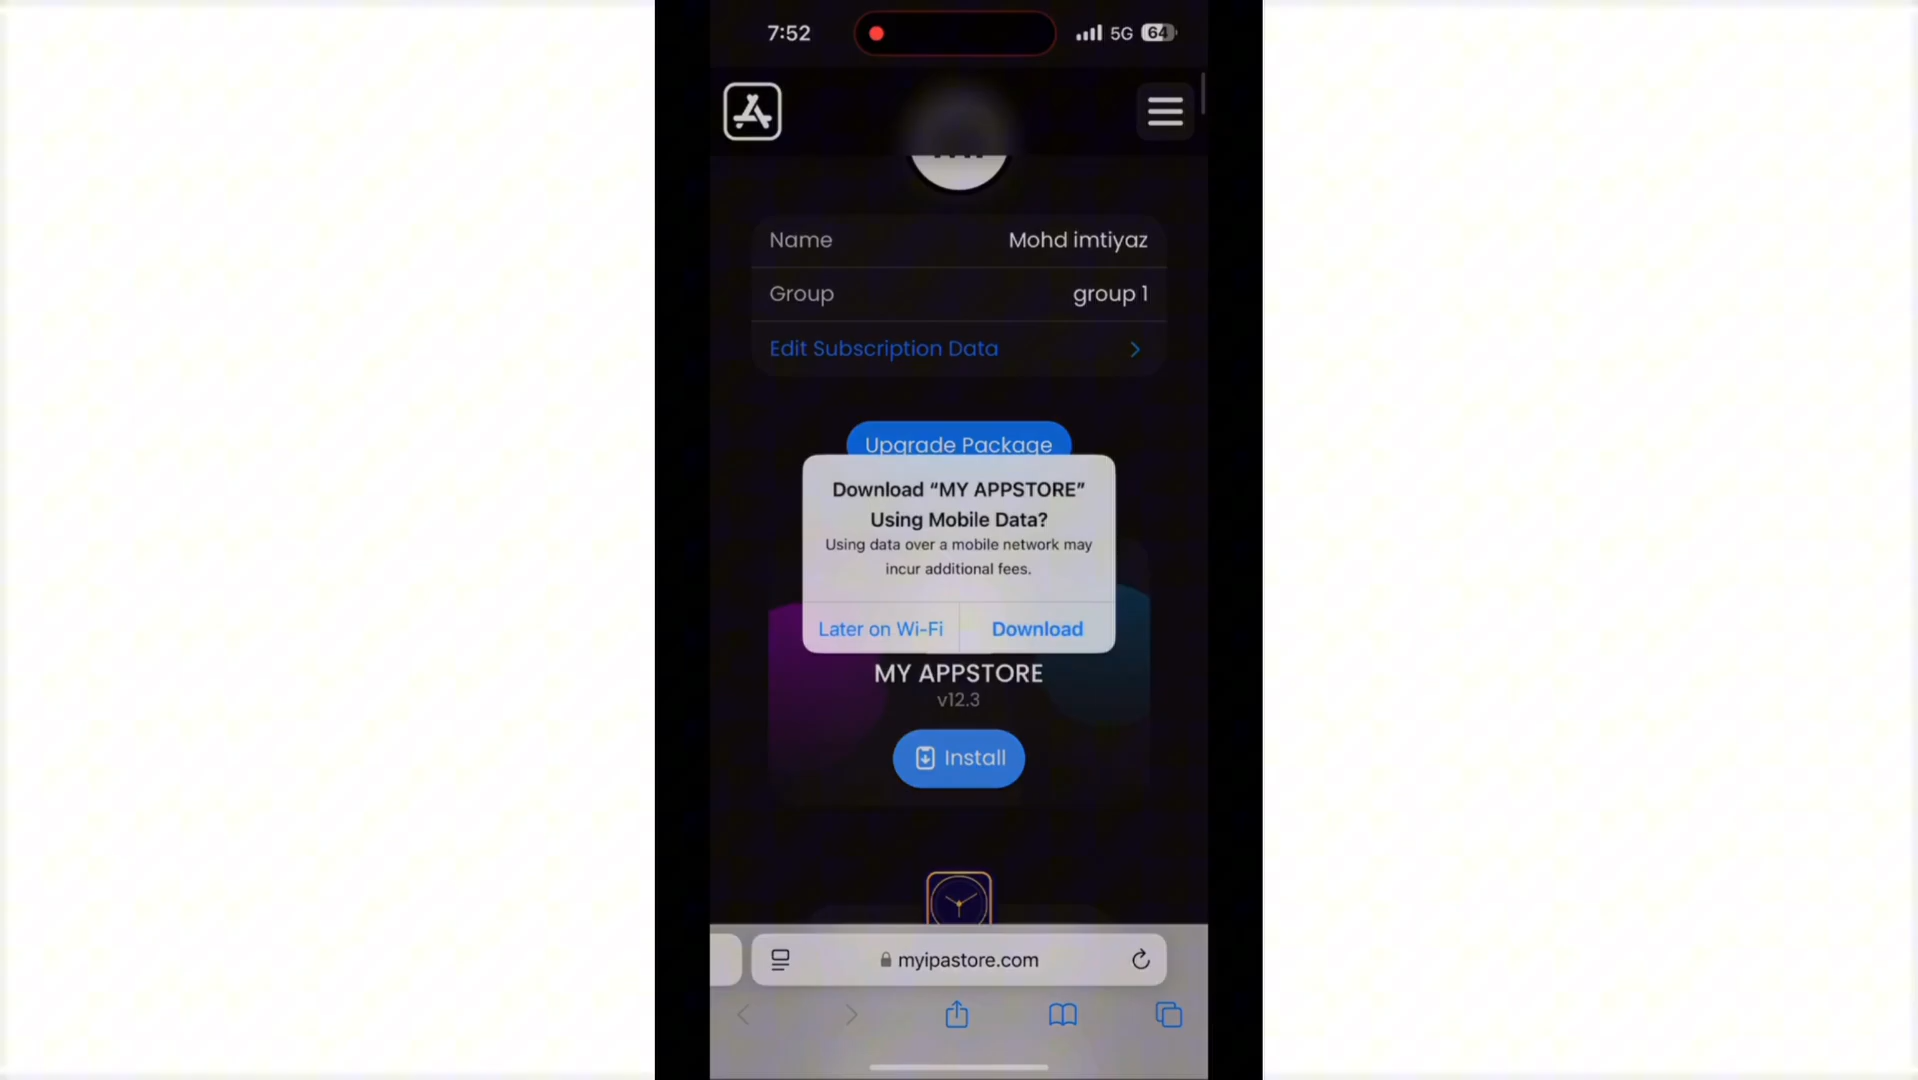 7:52
5G 64
Name Mohd imtiyaz
Group group 1
Edit Subscription Data
Upgrade Package
Download “MY APPSTORE”
Using Mobile Data?
Using data over a mobile network may
incur additional fees.
Later on Wi-Fi Download
MY APPSTORE
v12.3
Install
myipastore.com